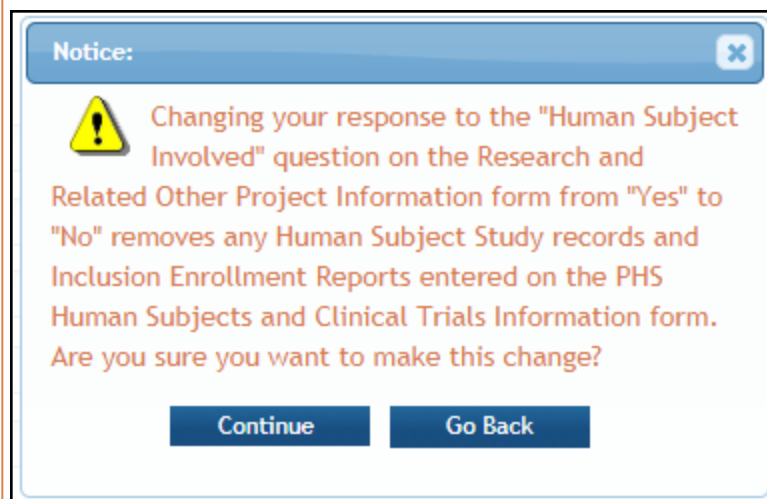 Notice:
Changing your response to the "Human Subject
Involved" question on the Research and
Related Other Project Information form from "Yes" to
"No" removes any Human Subject Study records and
Inclusion Enrollment Reports entered on the PHS
Human Subjects and Clinical Trials Information form.
Are you sure you want to make this change?
Continue Go Back